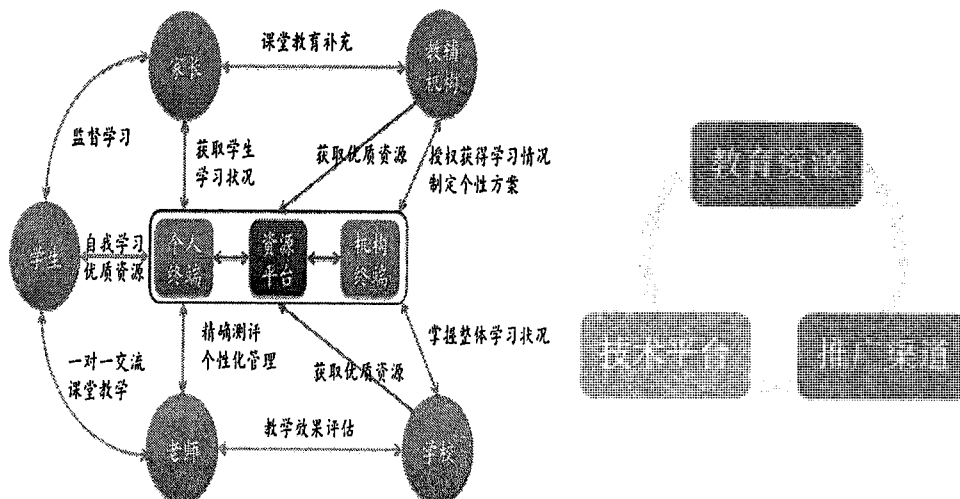 课堂教育补充
家长
教辅
机构
监督学习
获取学生
学习状况
获取优质资源
授权获得学习情况
制定个性方案
教育资源
学生
自我学习
优质资源
个人
终端
资源
平台
机构
终端
精确测评
个性化管理
掌握整体学习状况
技术平台
推广渠道
一对一交流
课堂教学
获取优质资源
教学效果评估
老师
学校